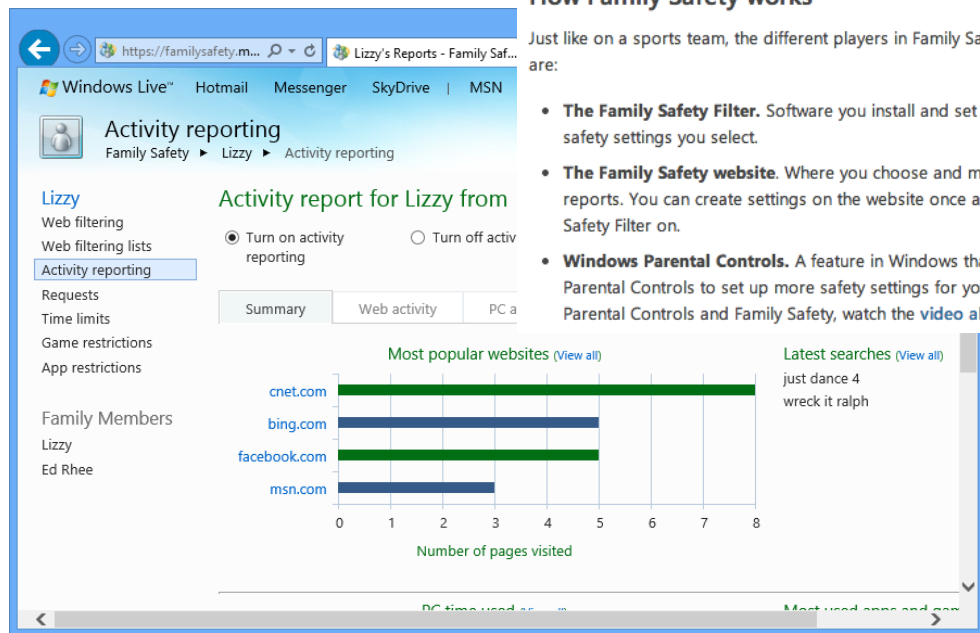 How Family Safety works
Just like on a sports team, the different players in Family Sa
are:
• The Family Safety Filter. Software you install and set
safety settings you select.
• The Family Safety website. Where you choose and m
reports. You can create settings on the website once a
Safety Filter on.
• Windows Parental Controls. A feature in Windows tha
Parental Controls to set up more safety settings for yo
Parental Controls and Family Safety, watch the video al
https://familysafety.m...
Lizzy's Reports - Family Saf...
Windows Live™ Hotmail Messenger SkyDrive | MSN
Activity reporting
Family Safety ▸ Lizzy ▸ Activity reporting
Lizzy
Web filtering
Web filtering lists
Activity reporting
Requests
Time limits
Game restrictions
App restrictions
Family Members
Lizzy
Ed Rhee
Activity report for Lizzy from
Turn on activity
reporting
Turn off activ
Summary Web activity PC a
Most popular websites (View all)
cnet.com
bing.com
facebook.com
msn.com
0 1 2 3 4 5 6 7 8
Number of pages visited
Latest searches (View all)
just dance 4
wreck it ralph
PC time used
Most used apps and gam